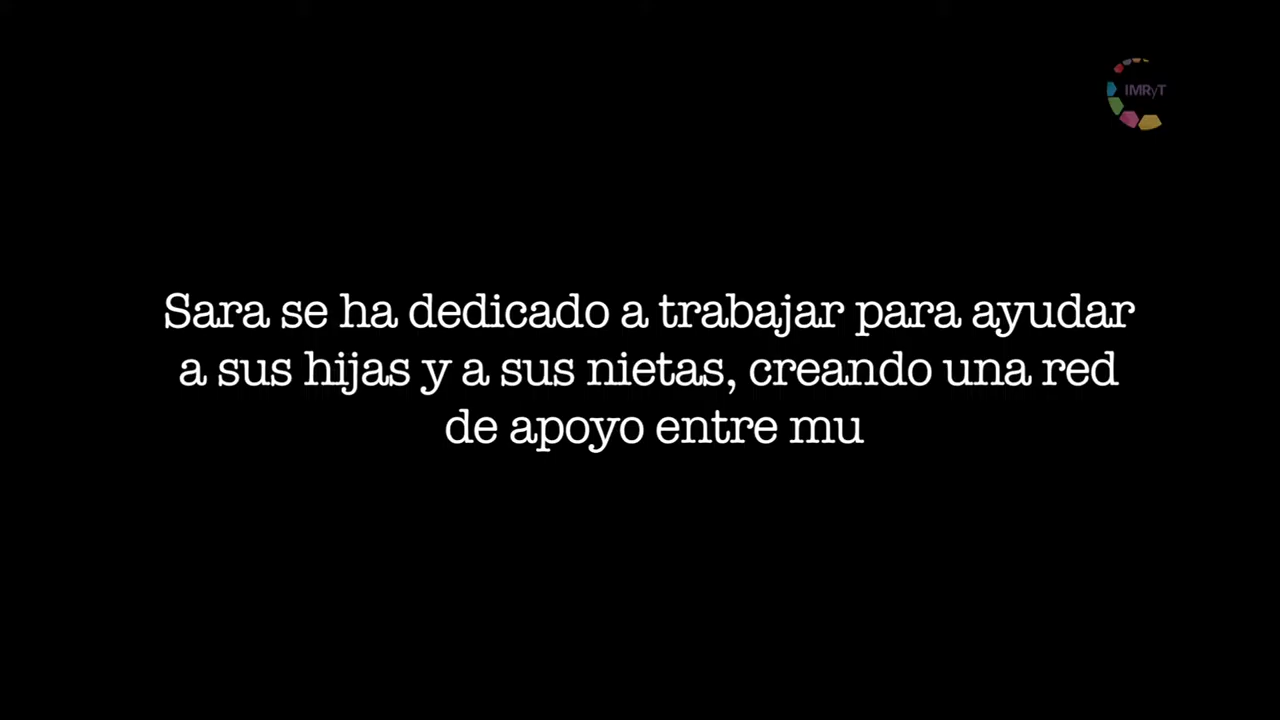 IMRyT
Sara se ha dedicado a trabajar para ayudar
a sus hijas y a sus nietas, creando una red
de apoyo entre mu